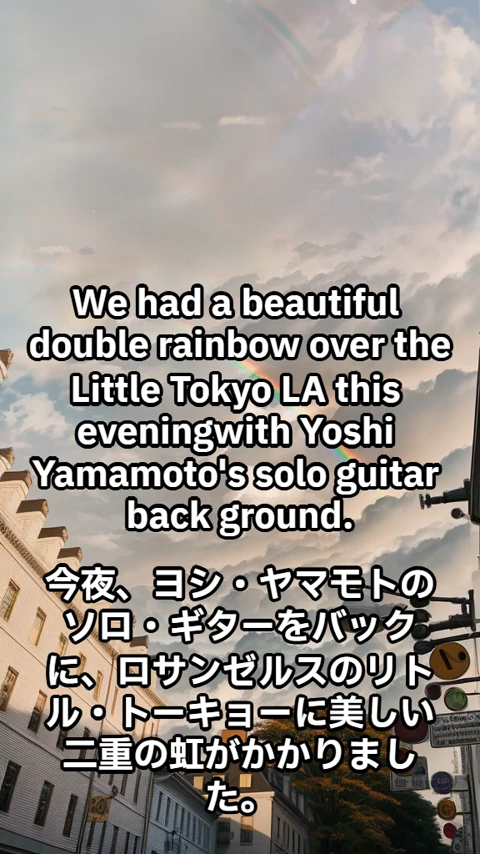 We had a beautiful
double rainbow over the
Little Tokyo LA this
eveningwith Yoshi
Yamamoto's solo guitar
back ground.
今夜、ヨシ・ヤマモトの
ソロ・ギターをバック
に、ロサンゼルスのリト
ル・トーキョーに美しい
二重の虹がかかりまし
た。